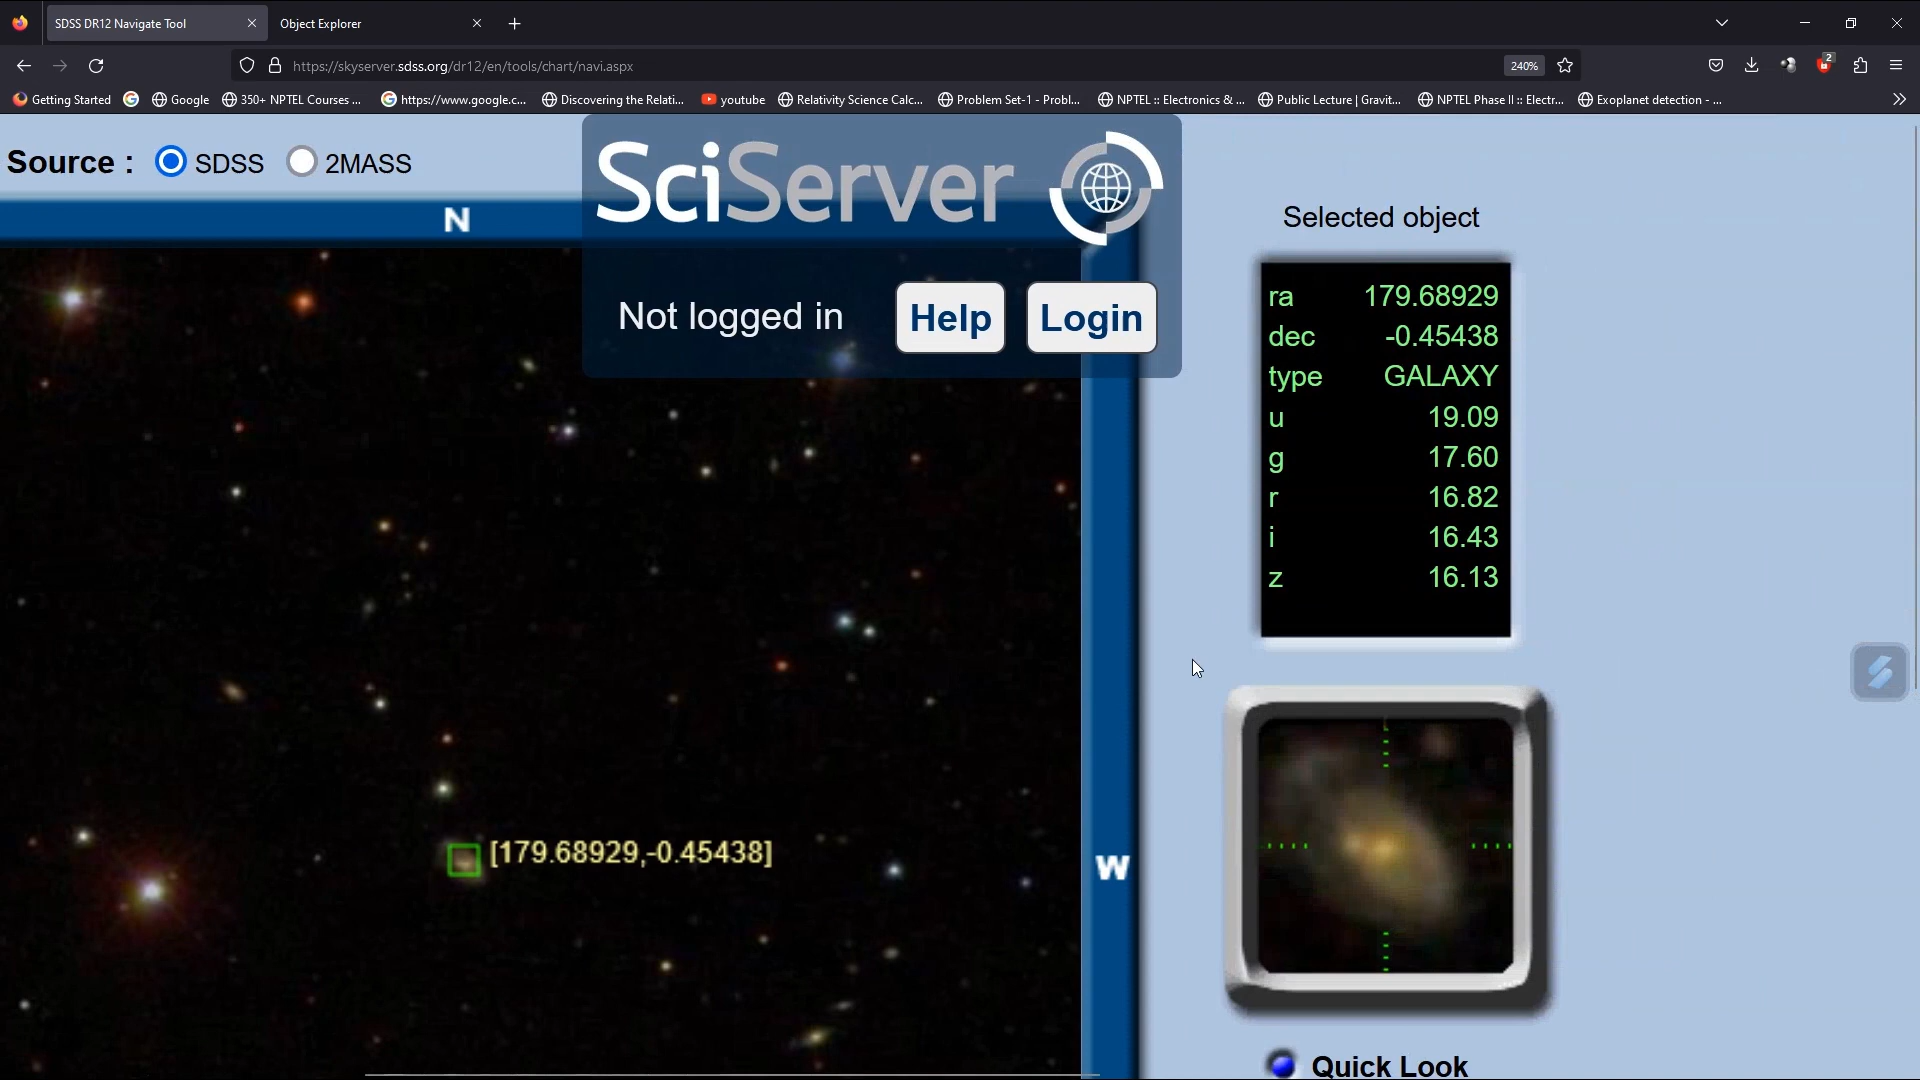 SDSS DR12 Navigate Tool
Object Explorer
https://skyserver.sdss.org/dr12/en/tools/chart/navi.aspx
240%
2
Getting Started
Google
350+ NPTEL Courses ...
https://www.google.c...
Discovering the Relati...
youtube
Relativity Science Calc...
Problem Set-1 - Probl...
NPTEL :: Electronics & ...
Public Lecture | Gravit...
NPTEL Phase II :: Electr...
Exoplanet detection - ...
Source : SDSS 2MASS
SciServer
N
Not logged in Help Login
Selected object
ra 179.68929
dec -0.45438
type GALAXY
u 19.09
g 17.60
r 16.82
i 16.43
z 16.13
[179.68929,-0.45438]
W
Quick Look